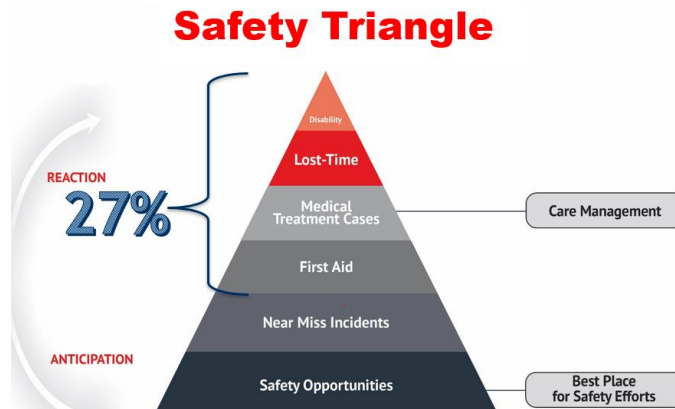 Safety Triangle
Disability
Lost-Time
REACTION
27%
Medical
Treatment Cases
Care Management
First Aid
Near Miss Incidents
ANTICIPATION
Safety Opportunities
Best Place
for Safety Efforts